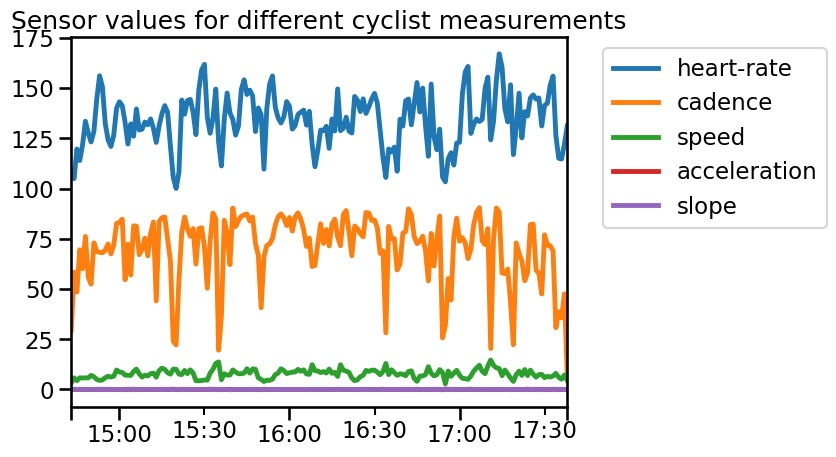 Sensor values for different cyclist measurements
175
150
125
100
75
50
25
0
15:00 15:30 16:00 16:30 17:00 17:30
heart-rate
cadence
speed
acceleration
slope